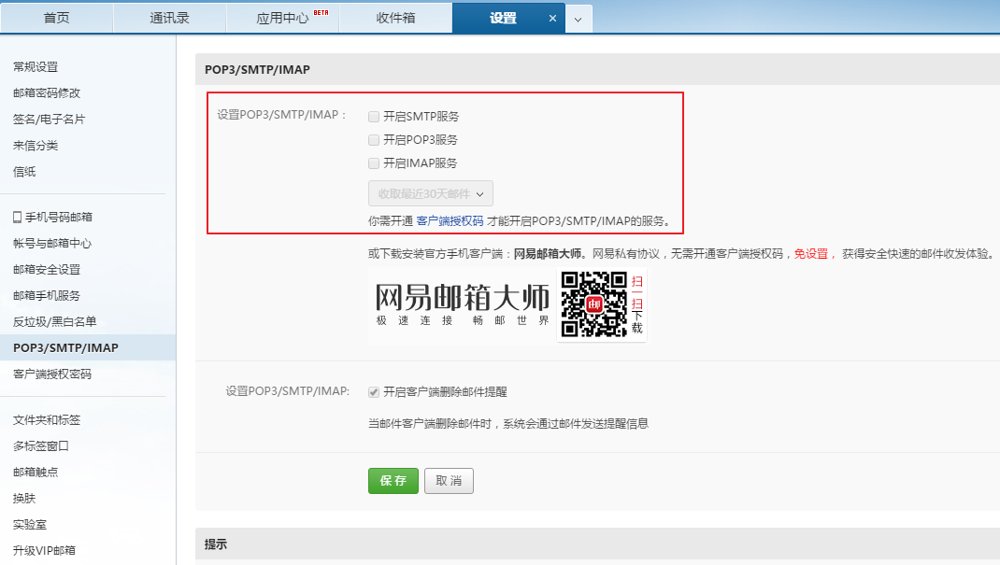 首页 通讯录 应用中心 BETA 收件箱 设置 ×
常规设置
邮箱密码修改
签名/电子名片
来信分类
信纸
手机号码邮箱
帐号与邮箱中心
邮箱安全设置
邮箱手机服务
反垃圾/黑白名单
POP3/SMTP/IMAP
客户端授权密码
文件夹和标签
多标签窗口
邮箱触点
换肤
实验室
升级VIP邮箱
POP3/SMTP/IMAP
设置POP3/SMTP/IMAP： 开启SMTP服务
开启POP3服务
开启IMAP服务
收取最近30天邮件
你需开通 客户端授权码 才能开启POP3/SMTP/IMAP的服务。
或下载安装官方手机客户端：网易邮箱大师。网易私有协议，无需开通客户端授权码，免设置， 获得安全快速的邮件收发体验。
网易邮箱大师
极速连接 畅邮世界
邮
扫一扫下载
设置POP3/SMTP/IMAP: 开启客户端删除邮件提醒
当邮件客户端删除邮件时，系统会通过邮件发送提醒信息
保存 取消
提示